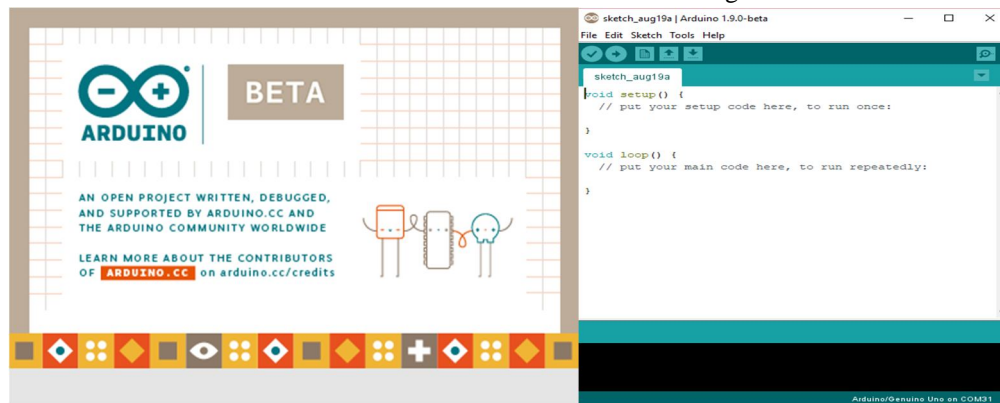 BETA
ARDUINO
AN OPEN PROJECT WRITTEN, DEBUGGED,
AND SUPPORTED BY ARDUINO.CC AND
THE ARDUINO COMMUNITY WORLDWIDE
LEARN MORE ABOUT THE CONTRIBUTORS
OF ARDUINO.CC on arduino.cc/credits
sketch_aug19a | Arduino 1.9.0-beta
File Edit Sketch Tools Help
sketch_aug19a
void setup() {
// put your setup code here, to run once:
}
void loop() {
// put your main code here, to run repeatedly:
}
Arduino/Genuino Uno on COM31